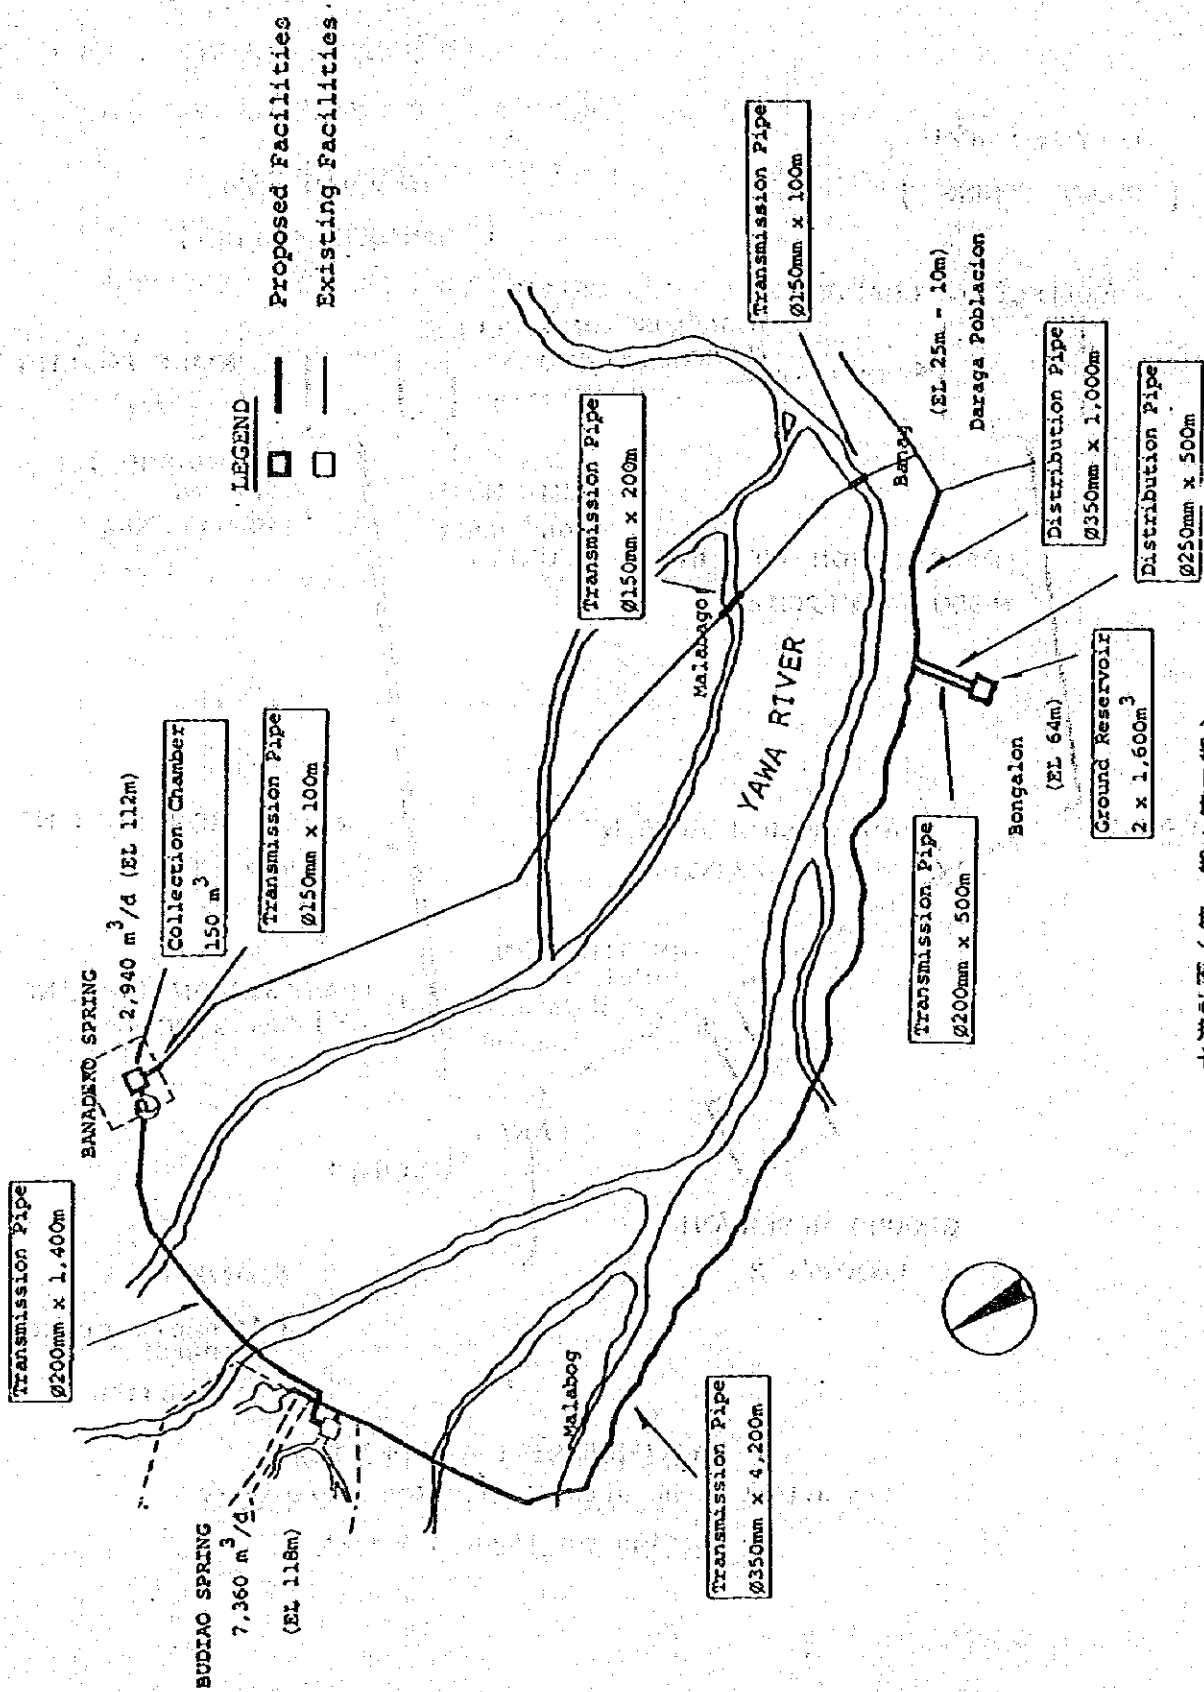 LEGEND
Proposed Facilities
Existing Facilities
BUDIAO SPRING
7,360 m³/d
(EL 118m)
Transmission Pipe
Ø200mm x 1,400m
BANADERO SPRING
2,940 m³/d (EL 112m)
Collection Chamber
150 m³
Transmission Pipe
Ø150mm x 100m
Transmission Pipe
Ø150mm x 200m
Transmission Pipe
Ø150mm x 100m
Malabago
YAWA RIVER
Banag
(EL 25m - 10m)
Daraga Poblacion
Malabog
Transmission Pipe
Ø350mm x 4,200m
Transmission Pipe
Ø200mm x 500m
Bongalon
(EL 64m)
Ground Reservoir
2 x 1,600m³
Distribution Pipe
Ø350mm x 1,000m
Distribution Pipe
Ø250mm x 500m